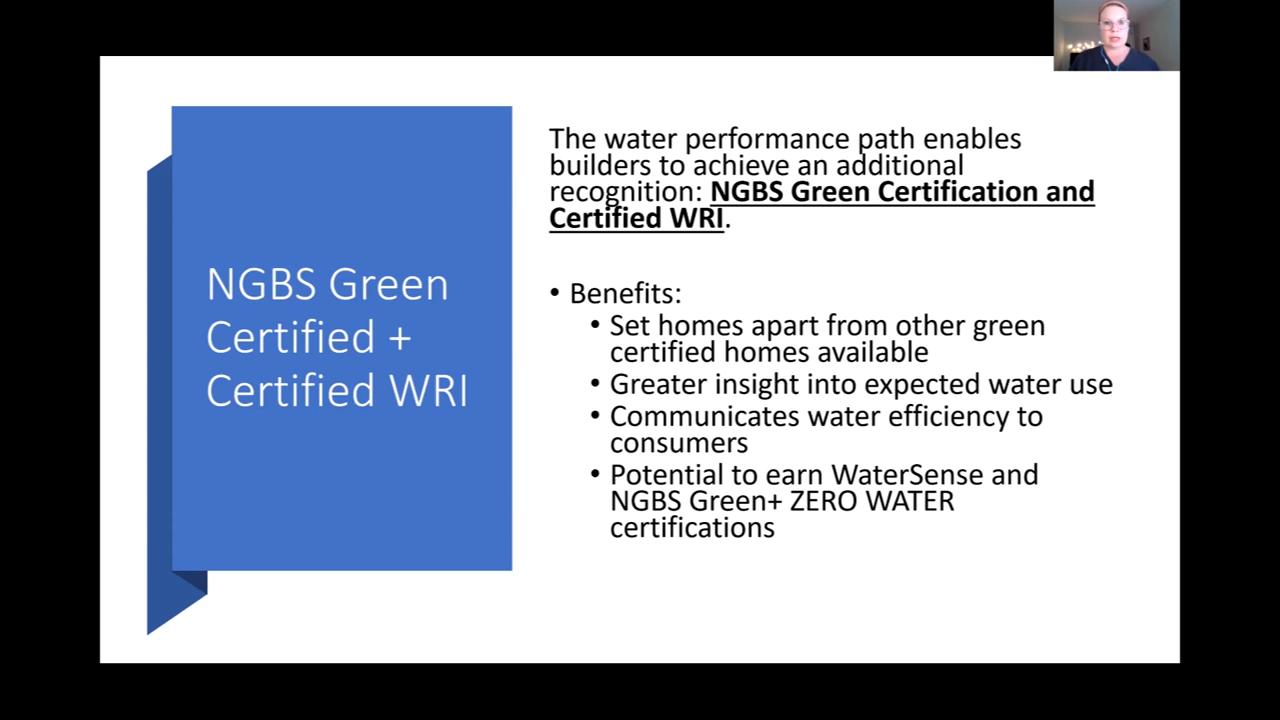 NGBS Green
Certified +
Certified WRI
The water performance path enables
builders to achieve an additional
recognition: NGBS Green Certification and
Certified WRI.
• Benefits:
• Set homes apart from other green
certified homes available
• Greater insight into expected water use
• Communicates water efficiency to
consumers
• Potential to earn WaterSense and
NGBS Green+ ZERO WATER
certifications